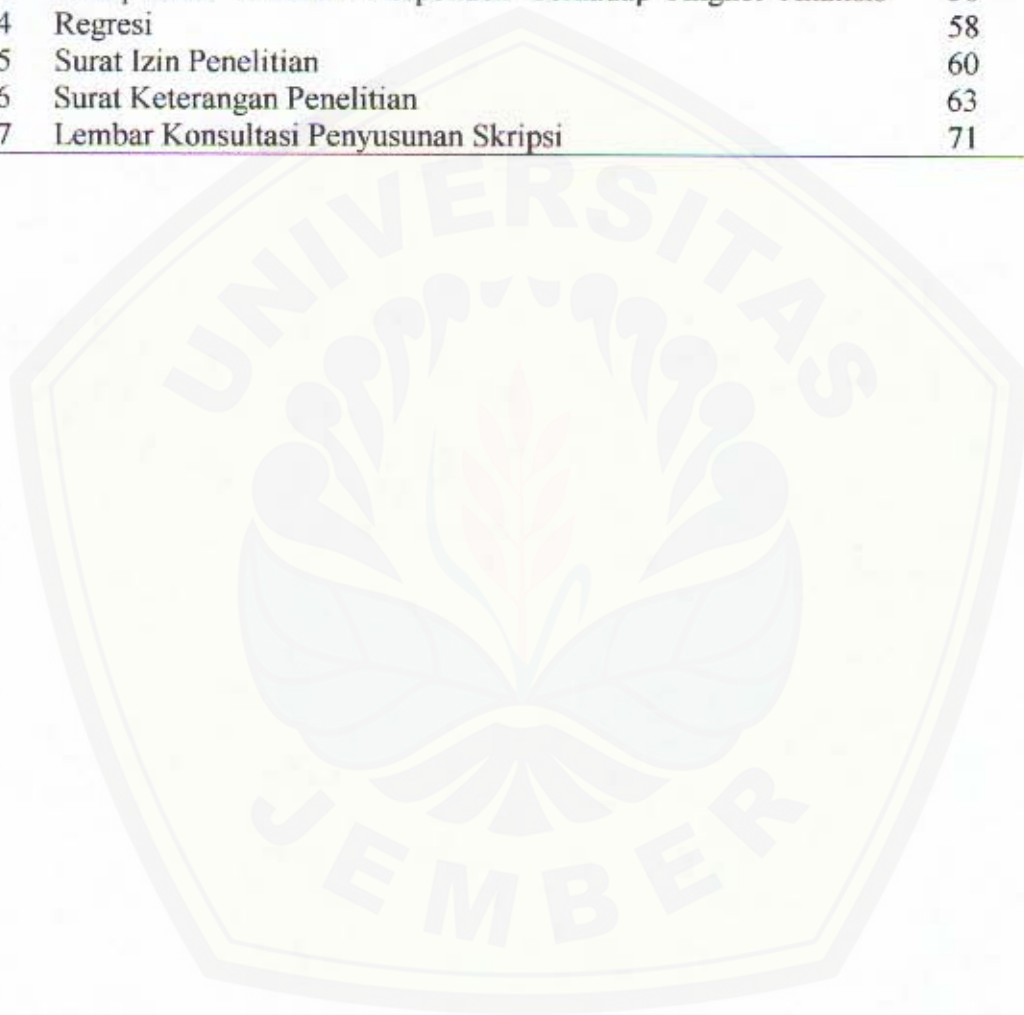 4 Regresi 58
5 Surat Izin Penelitian 60
6 Surat Keterangan Penelitian 63
7 Lembar Konsultasi Penyusunan Skripsi 71
UNIVERSITAS
JEMBER